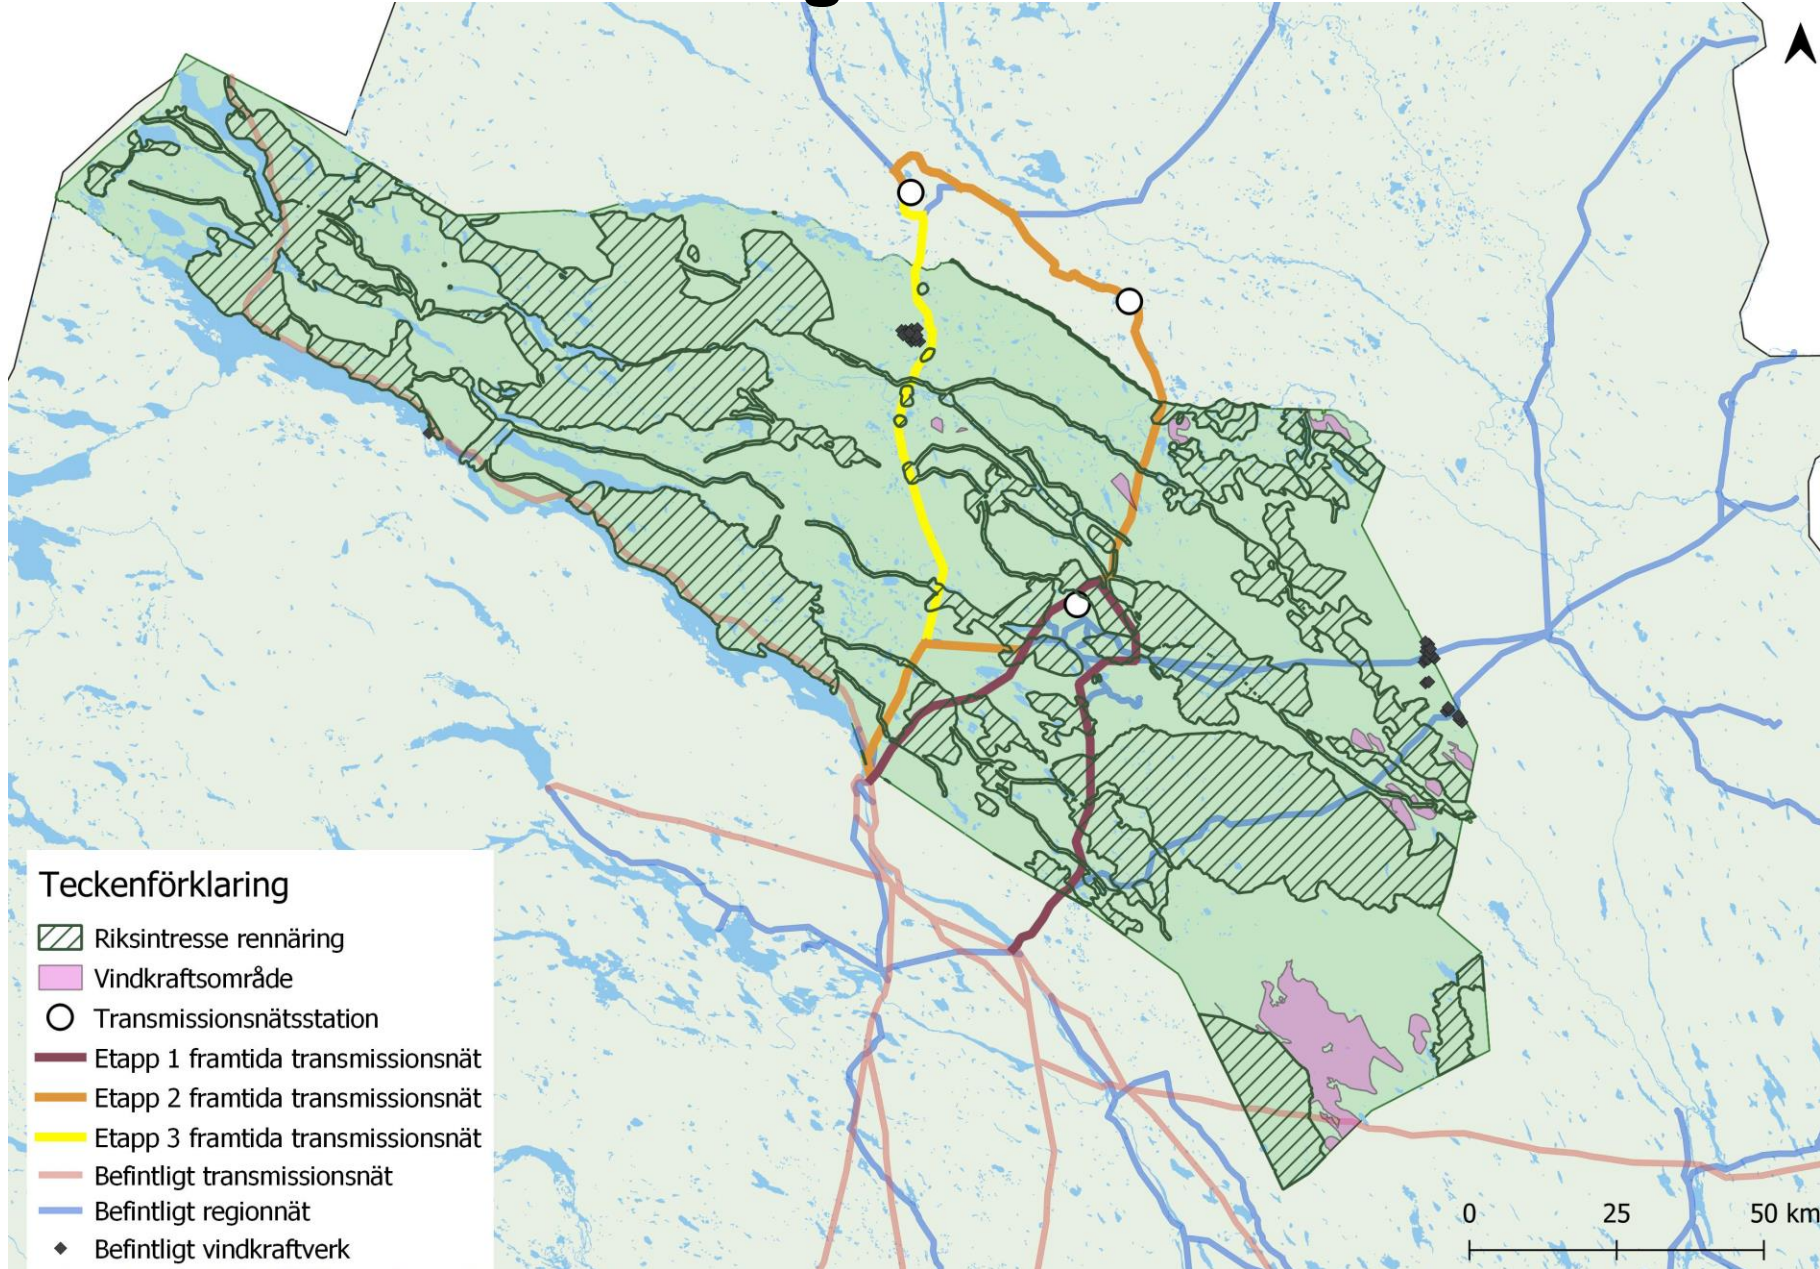 Teckenförklaring
Riksintresse rennäring
Vindkraftsområde
Transmissionsnätsstation
Etapp 1 framtida transmissionsnät
Etapp 2 framtida transmissionsnät
Etapp 3 framtida transmissionsnät
Befintligt transmissionsnät
Befintligt regionnät
Befintligt vindkraftverk
0 25 50 km